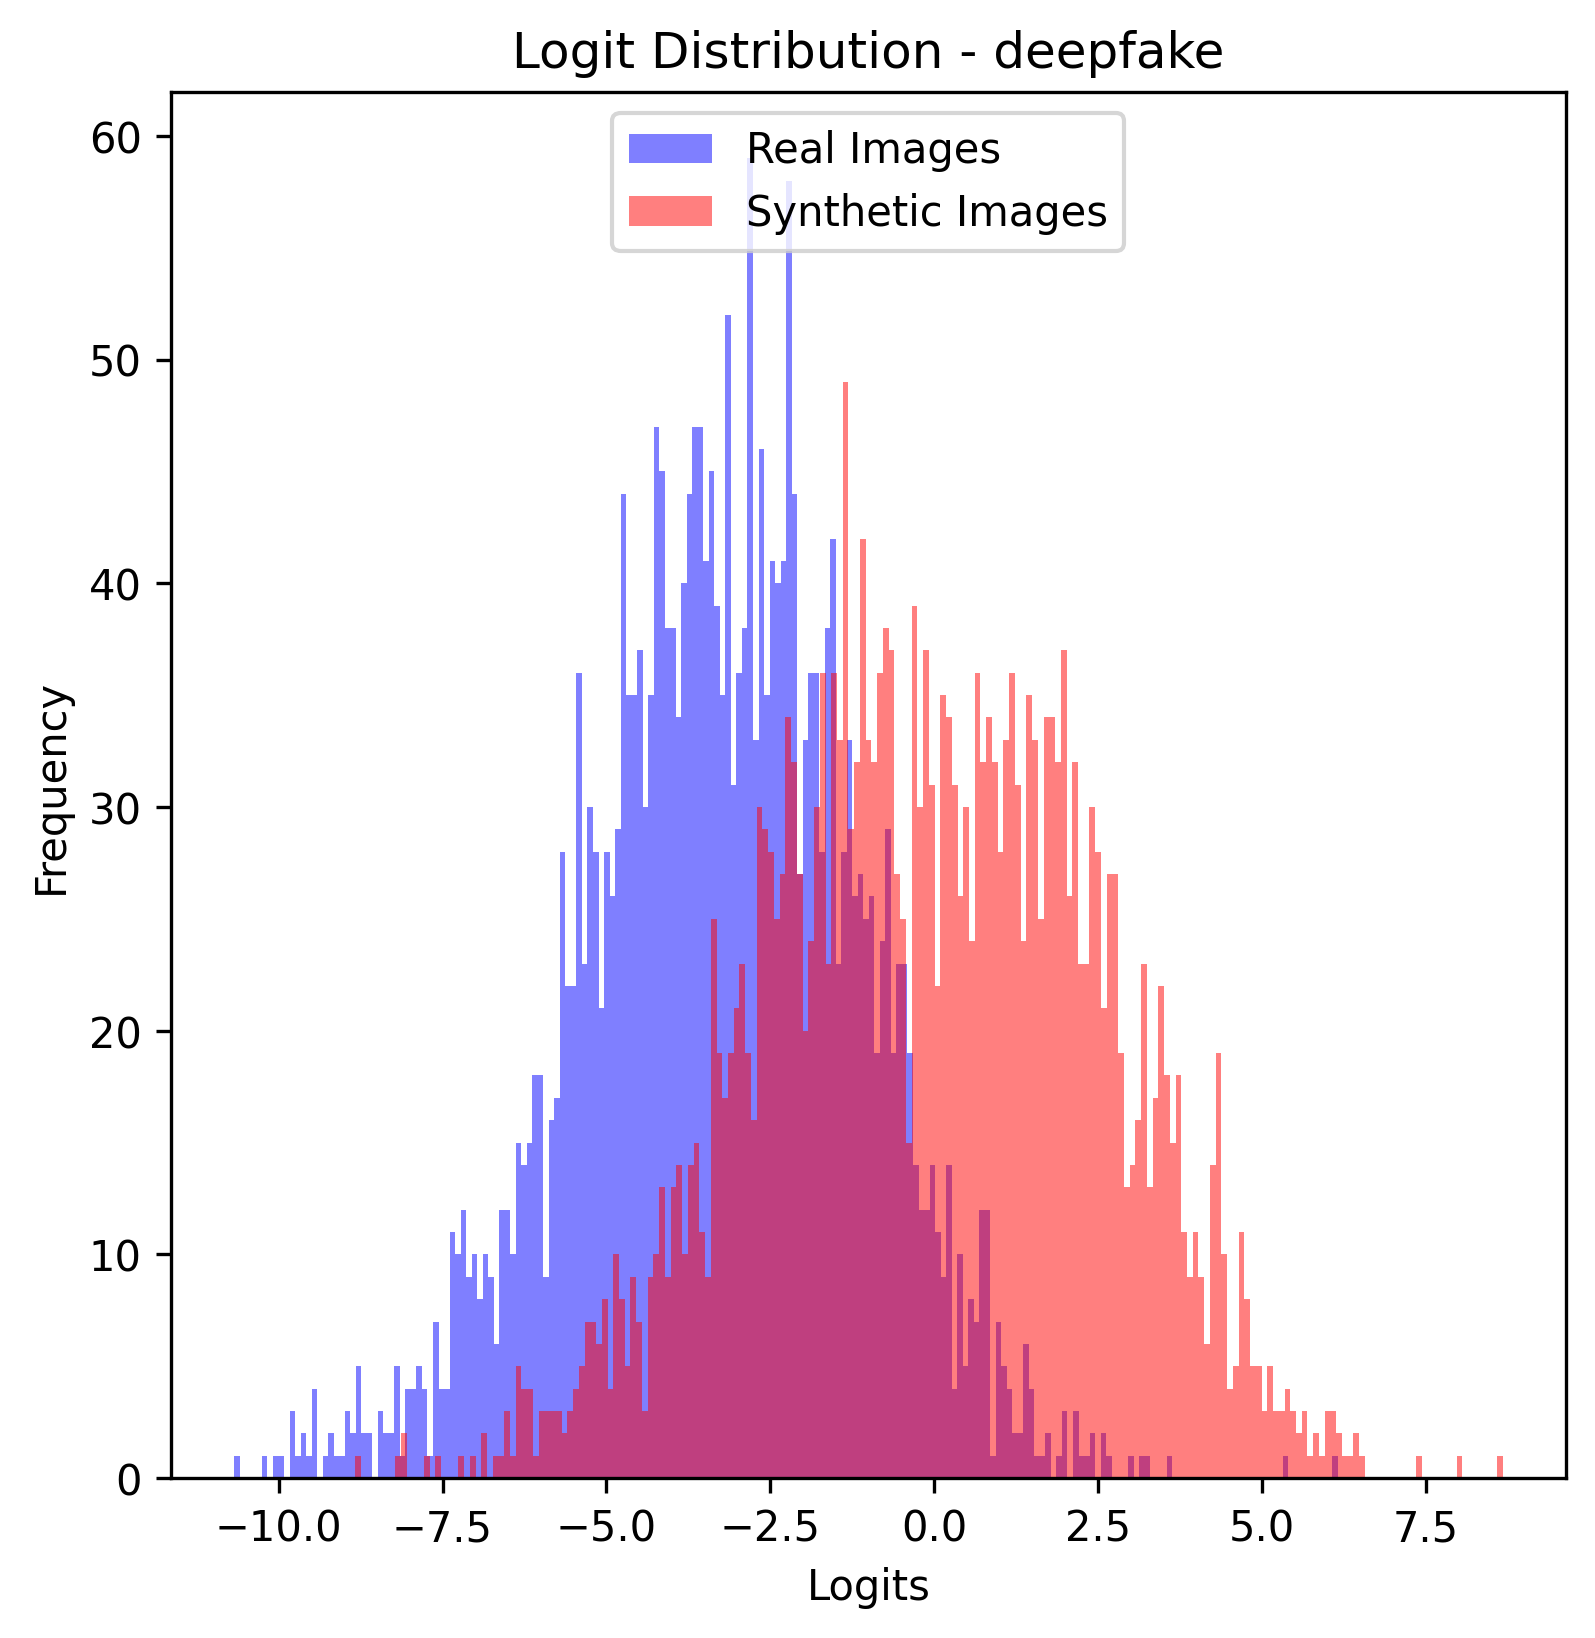 Logit Distribution - deepfake
Real Images
Synthetic Images
60
50
40
30
20
10
0
Frequency
−10.0 −7.5 −5.0 −2.5 0.0 2.5 5.0 7.5
Logits